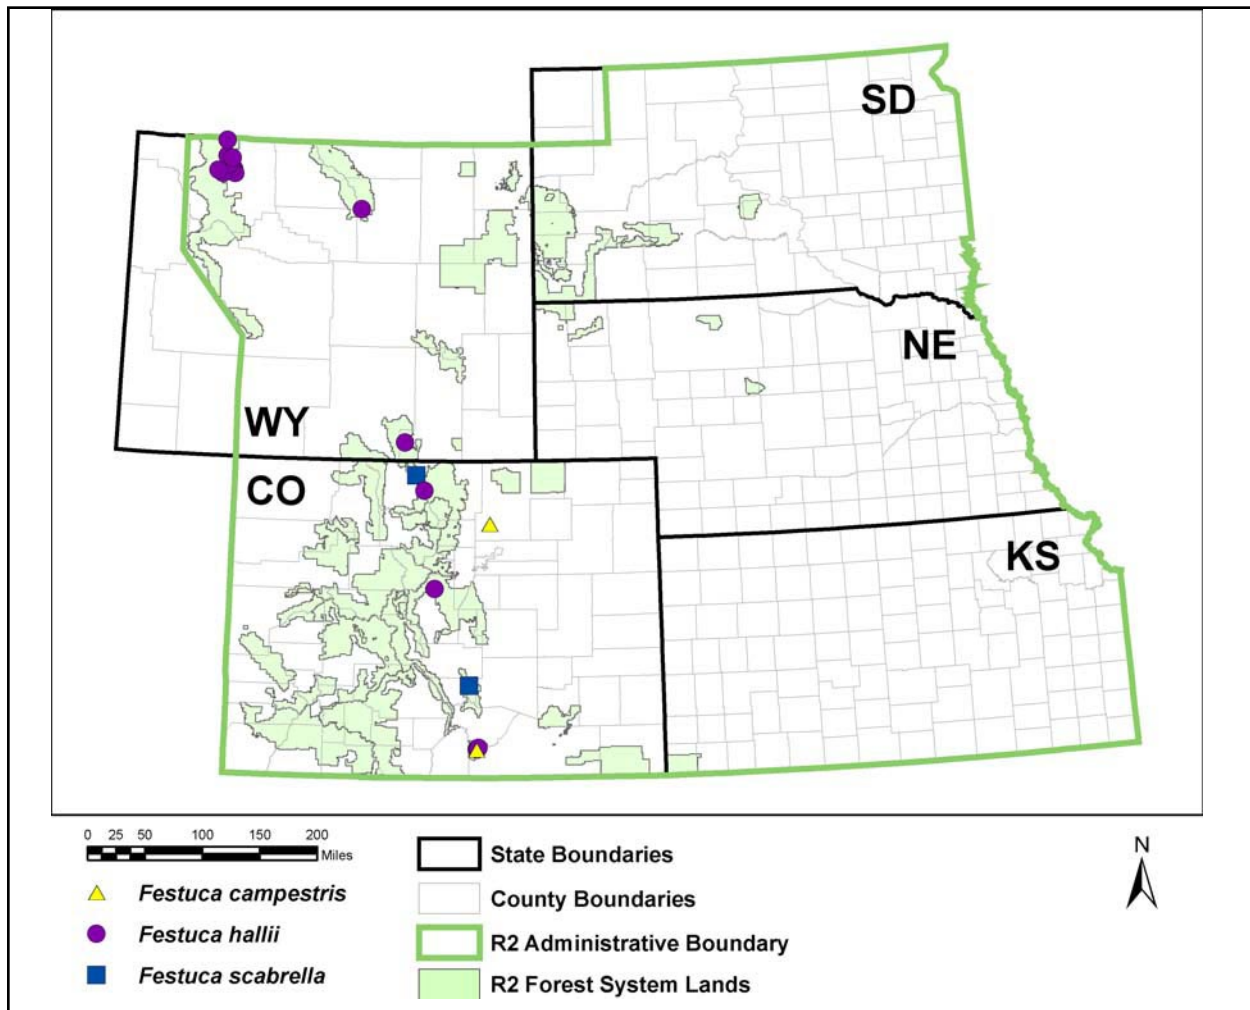 SD
NE
WY
CO
KS
0 25 50 100 150 200
Miles
Festuca campestris
Festuca hallii
Festuca scabrella
State Boundaries
County Boundaries
R2 Administrative Boundary
R2 Forest System Lands
N